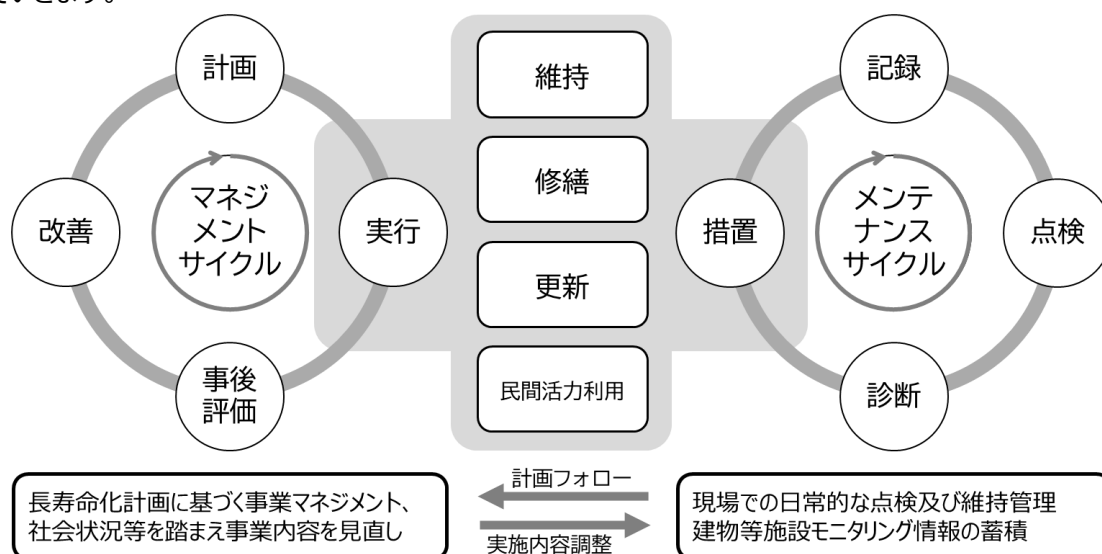 計画
マネジ
メント
サイクル
改善
実行
事後
評価
維持
修繕
更新
民間活力利用
記録
メンテ
ナンス
サイクル
措置
点検
診断
長寿命化計画に基づく事業マネジメント、
社会状況等を踏まえ事業内容を見直し
計画フォロー
実施内容調整
現場での日常的な点検及び維持管理
建物等施設モニタリング情報の蓄積